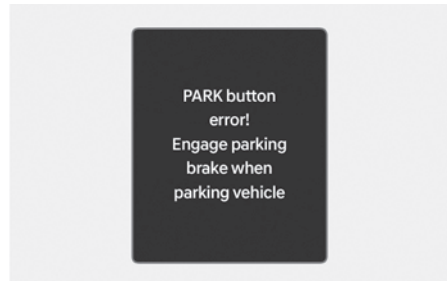 PARK button
error!
Engage parking
brake when
parking vehicle